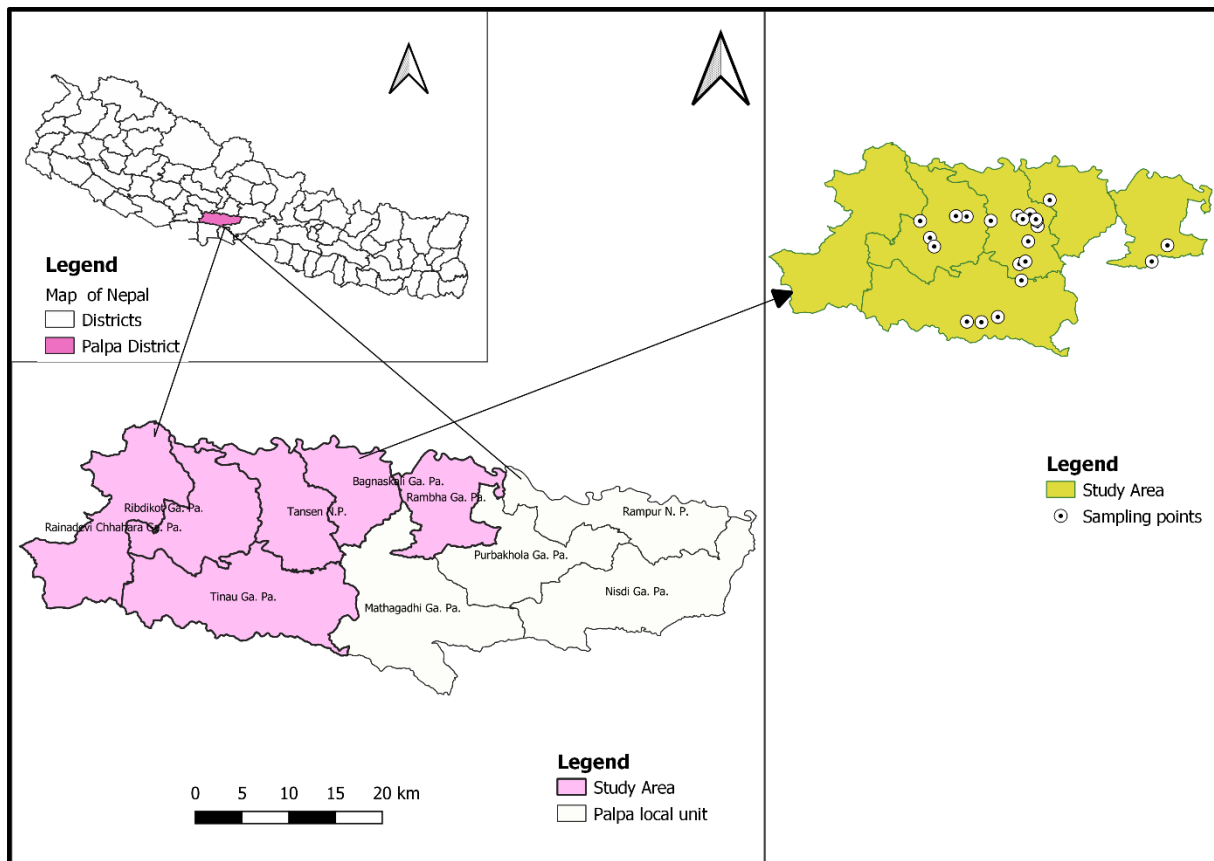 Legend
Map of Nepal
Districts
Palpa District
Bagnaskali Ga. Pa.
Rambha Ga. Pa.
Ribdikot Ga. Pa.
Tansen N.P.
Rampur N. P.
Rainadevi Chhahara Ga. Pa.
Purbakhola Ga. Pa.
Tinau Ga. Pa.
Mathagadhi Ga. Pa.
Nisdi Ga. Pa.
0 5 10 15 20 km
Legend
Study Area
Palpa local unit
Legend
Study Area
Sampling points